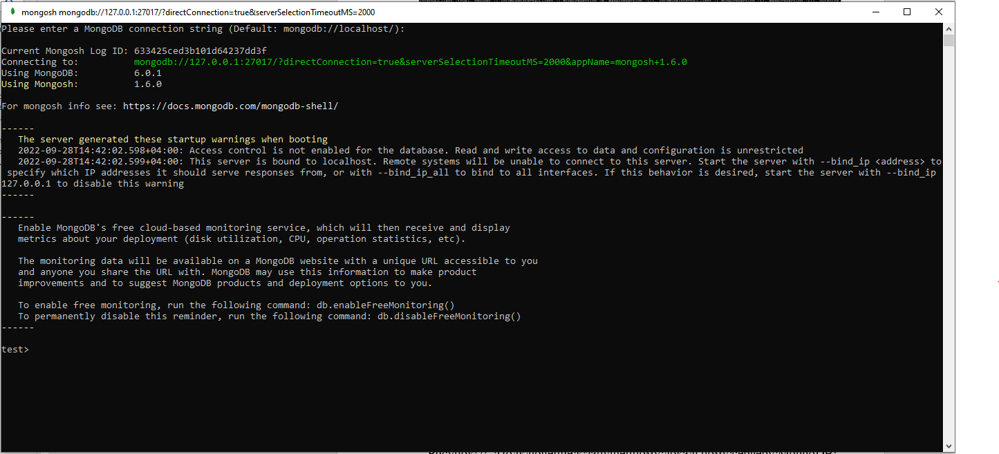 mongosh mongodb://127.0.0.1:27017/?directConnection=true&serverSelectionTimeoutMS=2000
Please enter a MongoDB connection string (Default: mongodb://localhost/):
Current Mongosh Log ID: 633425ced3b101d64237dd3f
Connecting to: mongodb://127.0.0.1:27017/?directConnection=true&serverSelectionTimeoutMS=2000&appName=mongosh+1.6.0
Using MongoDB: 6.0.1
Using Mongosh: 1.6.0
For mongosh info see: https://docs.mongodb.com/mongodb-shell/
------
The server generated these startup warnings when booting
2022-09-28T14:42:02.598+04:00: Access control is not enabled for the database. Read and write access to data and configuration is unrestricted
2022-09-28T14:42:02.599+04:00: This server is bound to localhost. Remote systems will be unable to connect to this server. Start the server with --bind_ip <address> to
specify which IP addresses it should serve responses from, or with --bind_ip_all to bind to all interfaces. If this behavior is desired, start the server with --bind_ip
127.0.0.1 to disable this warning
------
------
Enable MongoDB's free cloud-based monitoring service, which will then receive and display
metrics about your deployment (disk utilization, CPU, operation statistics, etc).
The monitoring data will be available on a MongoDB website with a unique URL accessible to you
and anyone you share the URL with. MongoDB may use this information to make product
improvements and to suggest MongoDB products and deployment options to you.
To enable free monitoring, run the following command: db.enableFreeMonitoring()
To permanently disable this reminder, run the following command: db.disableFreeMonitoring()
------
test>